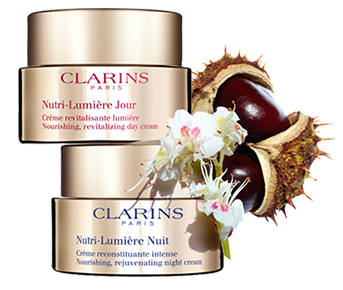 CLARINS
PARIS
Nutri-Lumière Jour
Crème revitalisante lumière
Nourishing, revitalizing day cream
CLARINS
PARIS
Nutri-Lumière Nuit
Crème reconstituante intense
Nourishing, rejuvenating night cream